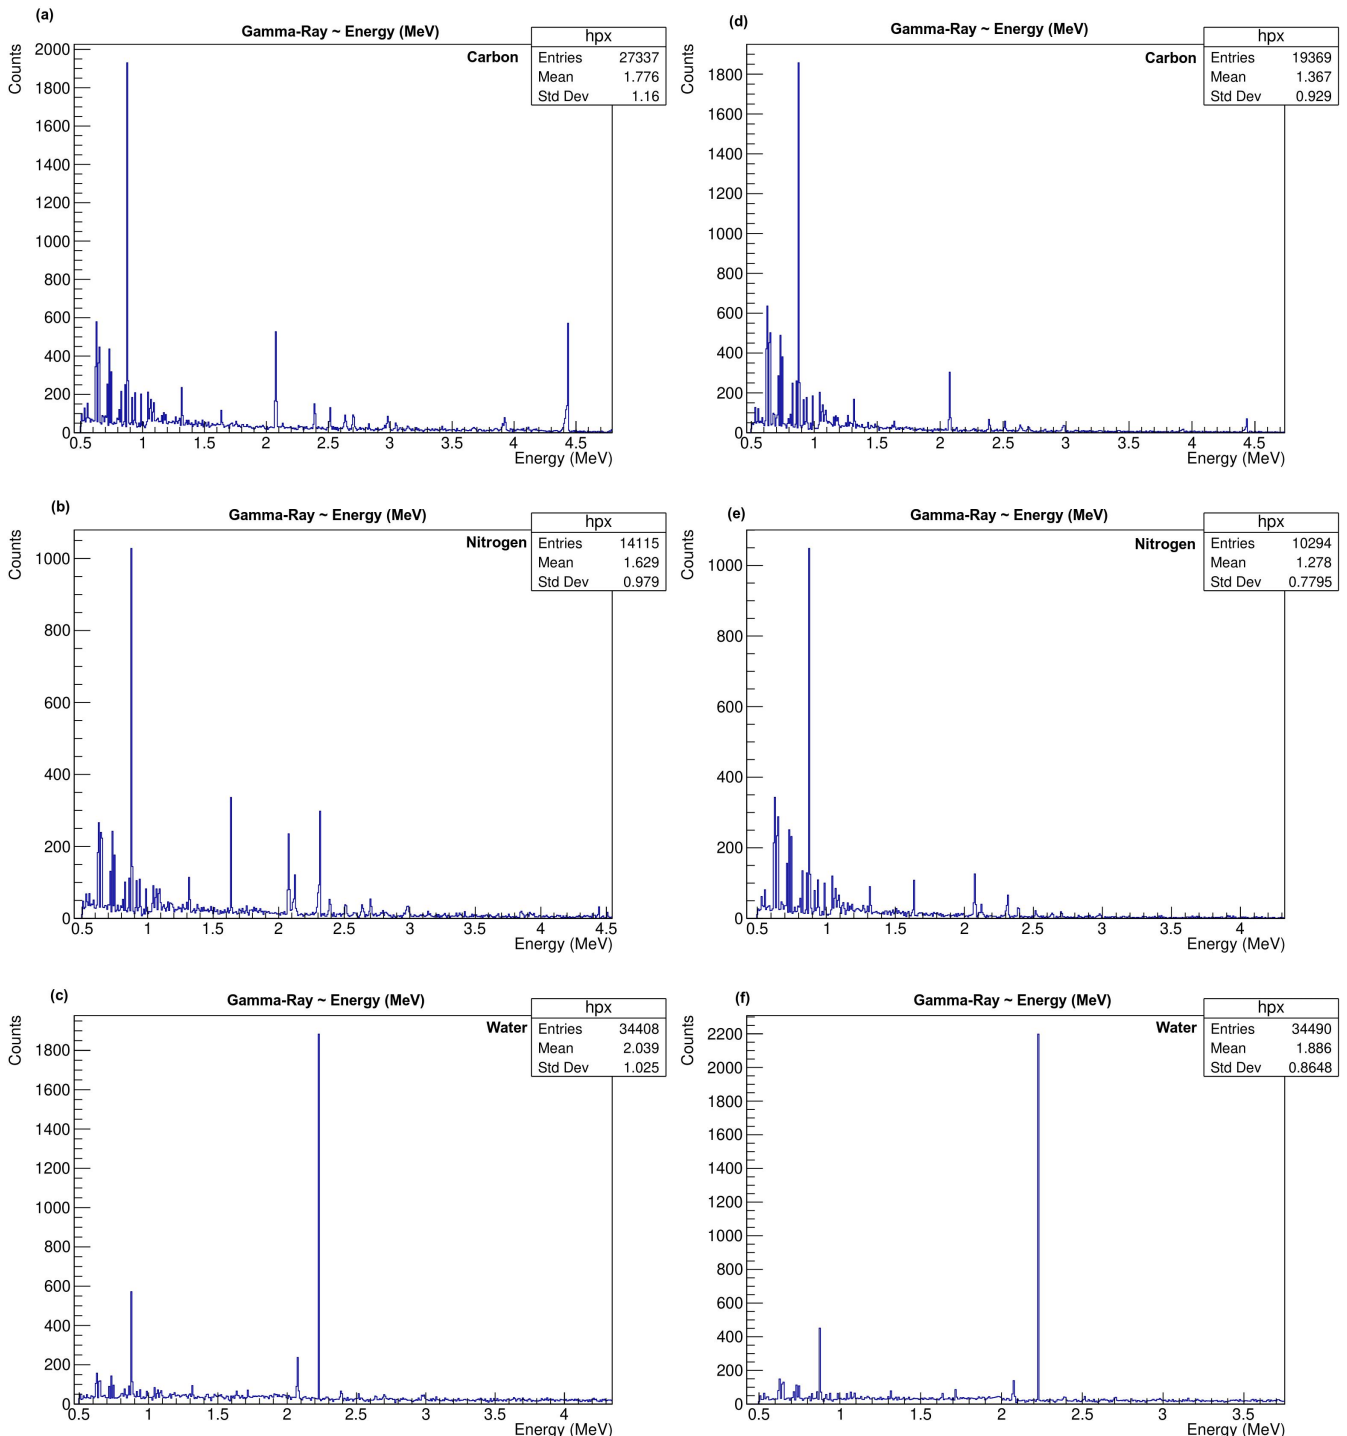 (a)
Gamma-Ray ~ Energy (MeV)
Counts
Carbon
hpx
Entries 27337
Mean 1.776
Std Dev 1.16
2000
1800
1600
1400
1200
1000
800
600
400
200
0
0.5 1 1.5 2 2.5 3 3.5 4 4.5
Energy (MeV)
(d)
Gamma-Ray ~ Energy (MeV)
Counts
Carbon
hpx
Entries 19369
Mean 1.367
Std Dev 0.929
1800
1600
1400
1200
1000
800
600
400
200
0
0.5 1 1.5 2 2.5 3 3.5 4 4.5
Energy (MeV)
(b)
Gamma-Ray ~ Energy (MeV)
Counts
Nitrogen
hpx
Entries 14115
Mean 1.629
Std Dev 0.979
1000
800
600
400
200
0
0.5 1 1.5 2 2.5 3 3.5 4 4.5
Energy (MeV)
(e)
Gamma-Ray ~ Energy (MeV)
Counts
Nitrogen
hpx
Entries 10294
Mean 1.278
Std Dev 0.7795
1000
800
600
400
200
0
0.5 1 1.5 2 2.5 3 3.5 4
Energy (MeV)
(c)
Gamma-Ray ~ Energy (MeV)
Counts
Water
hpx
Entries 34408
Mean 2.039
Std Dev 1.025
1800
1600
1400
1200
1000
800
600
400
200
0
0.5 1 1.5 2 2.5 3 3.5 4
Energy (MeV)
(f)
Gamma-Ray ~ Energy (MeV)
Counts
Water
hpx
Entries 34490
Mean 1.886
Std Dev 0.8648
2200
2000
1800
1600
1400
1200
1000
800
600
400
200
0
0.5 1 1.5 2 2.5 3 3.5
Energy (MeV)